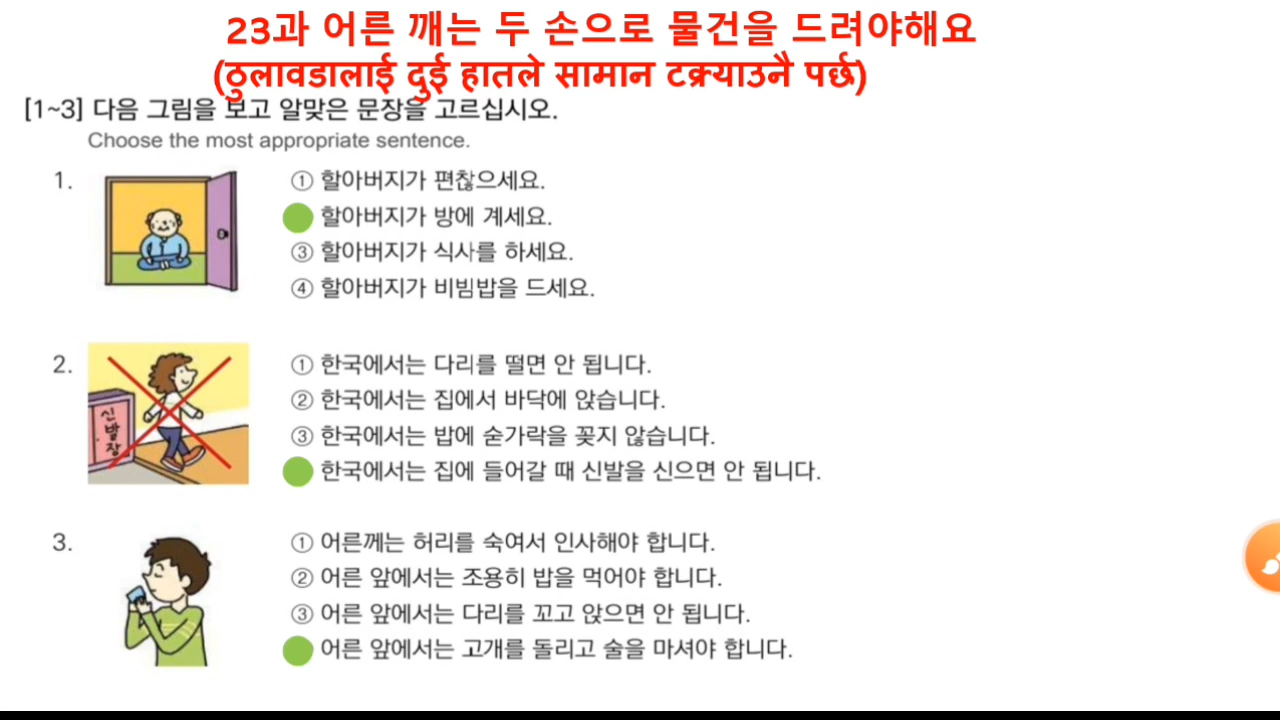 23과 어른 깨는 두 손으로 물건을 드려야해요
(ठुलावडालाई दुई हातले सामान टक्र्याउनै पर्छ)
[1~3] 다음 그림을 보고 알맞은 문장을 고르십시오.
Choose the most appropriate sentence.
1.
① 할아버지가 편찮으세요.
할아버지가 방에 계세요.
③ 할아버지가 식사를 하세요.
④ 할아버지가 비빔밥을 드세요.
2.
신발장
① 한국에서는 다리를 떨면 안 됩니다.
② 한국에서는 집에서 바닥에 앉습니다.
③ 한국에서는 밥에 숟가락을 꽂지 않습니다.
한국에서는 집에 들어갈 때 신발을 신으면 안 됩니다.
3.
① 어른께는 허리를 숙여서 인사해야 합니다.
② 어른 앞에서는 조용히 밥을 먹어야 합니다.
③ 어른 앞에서는 다리를 꼬고 앉으면 안 됩니다.
어른 앞에서는 고개를 돌리고 술을 마셔야 합니다.